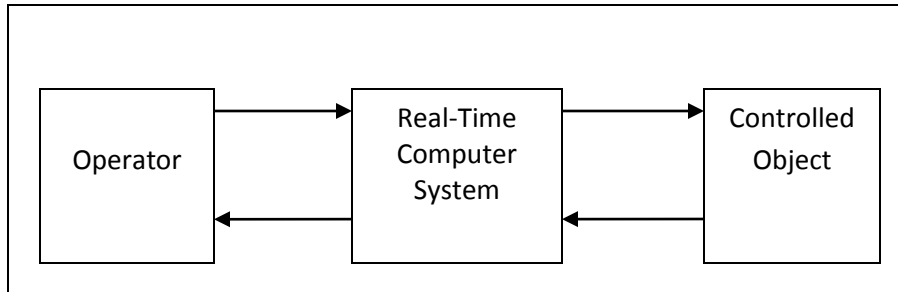 Operator
Real-Time
Computer
System
Controlled
Object